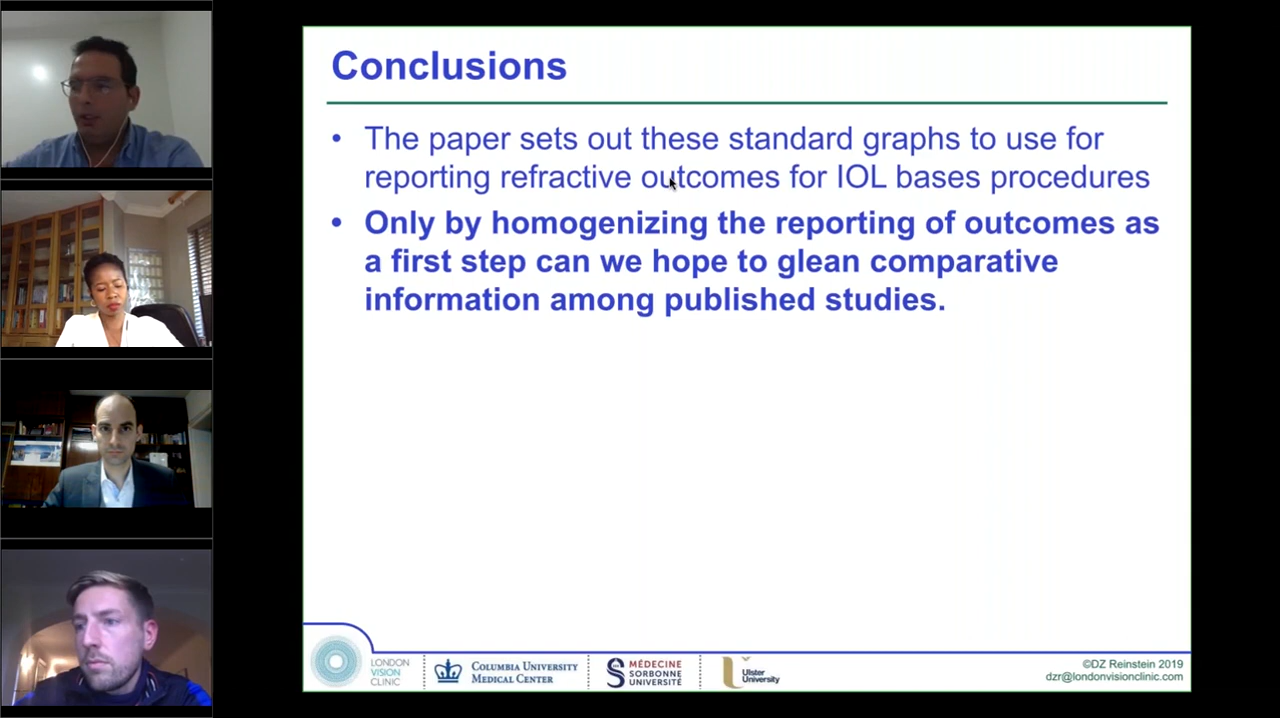 Conclusions
• The paper sets out these standard graphs to use for
reporting refractive outcomes for IOL bases procedures
• Only by homogenizing the reporting of outcomes as
a first step can we hope to glean comparative
information among published studies.
LONDON
VISION
CLINIC
COLUMBIA UNIVERSITY
MEDICAL CENTER
MÉDECINE
SORBONNE
UNIVERSITÉ
Ulster
University
©DZ Reinstein 2019
dzr@londonvisionclinic.com